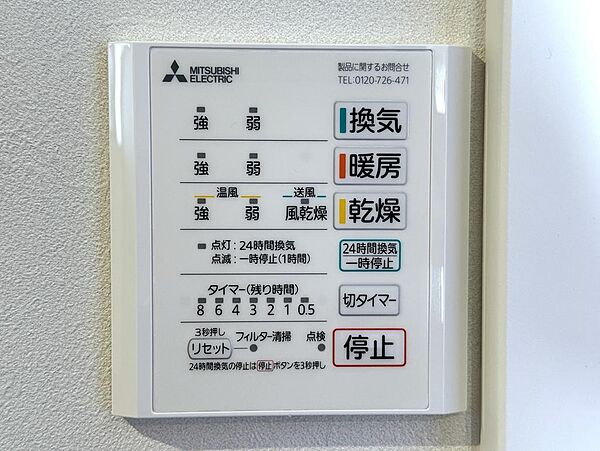 MITSUBISHI
ELECTRIC
製品に関するお問合せ
TEL:0120-726-471
強 弱 換気
強 弱 暖房
温風 送風
強 弱 風乾燥 乾燥
点灯:24時間換気
点滅:一時停止(1時間)
24時間換気
一時停止
タイマー(残り時間)
8 6 4 3 2 1 0.5
切タイマー
3秒押し
リセット フィルター清掃 点検
停止
24時間換気の停止は停止ボタンを3秒押し